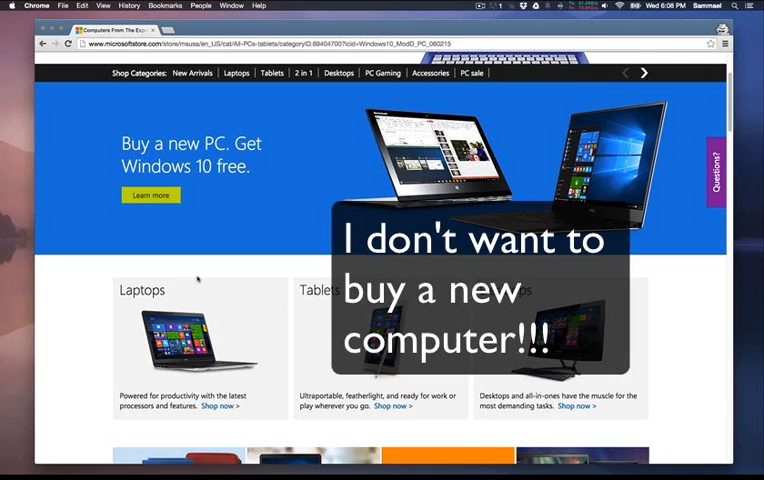 Chrome File Edit View History Bookmarks People Window Help
Wed 6:08 PM Sammael
Computers From The Exp
www.microsoftstore.com/store/msusa/en_US/cat/All-PCs-tablets/categoryID.69404700?cid=Windows10_ModD_PC_060215
Shop Categories: New Arrivals Laptops Tablets 2 in 1 Desktops PC Gaming Accessories PC sale
Buy a new PC. Get
Windows 10 free.
Learn more
Questions?
I don't want to
buy a new
computer!!!
Laptops
Tablets
Powered for productivity with the latest
processors and features. Shop now >
Ultraportable, featherlight, and ready for work or
play wherever you go. Shop now >
Desktops and all-in-ones have the muscle for the
most demanding tasks. Shop now >